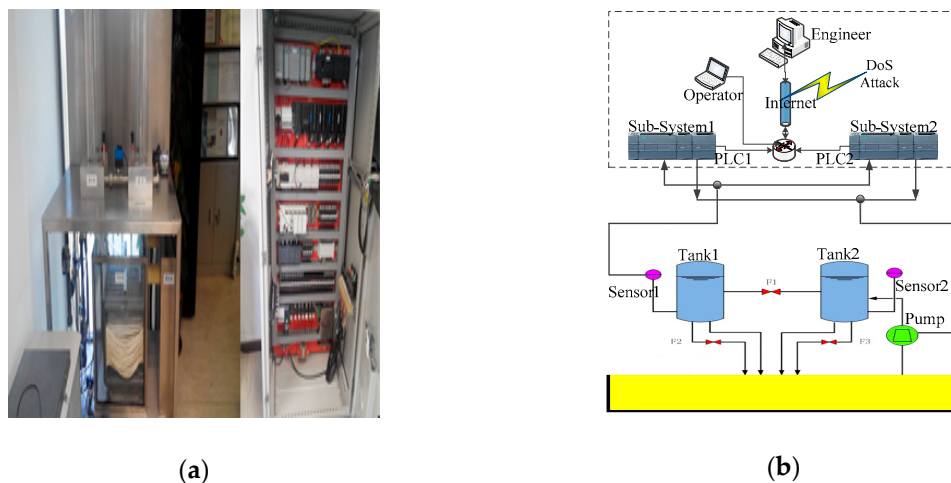 Engineer
DoS
Attack
Operator
Internet
Sub-System1
Sub-System2
PLC1
PLC2
Tank1
Tank2
F1
Sensor1
Sensor2
Pump
F2
F3
(a)
(b)